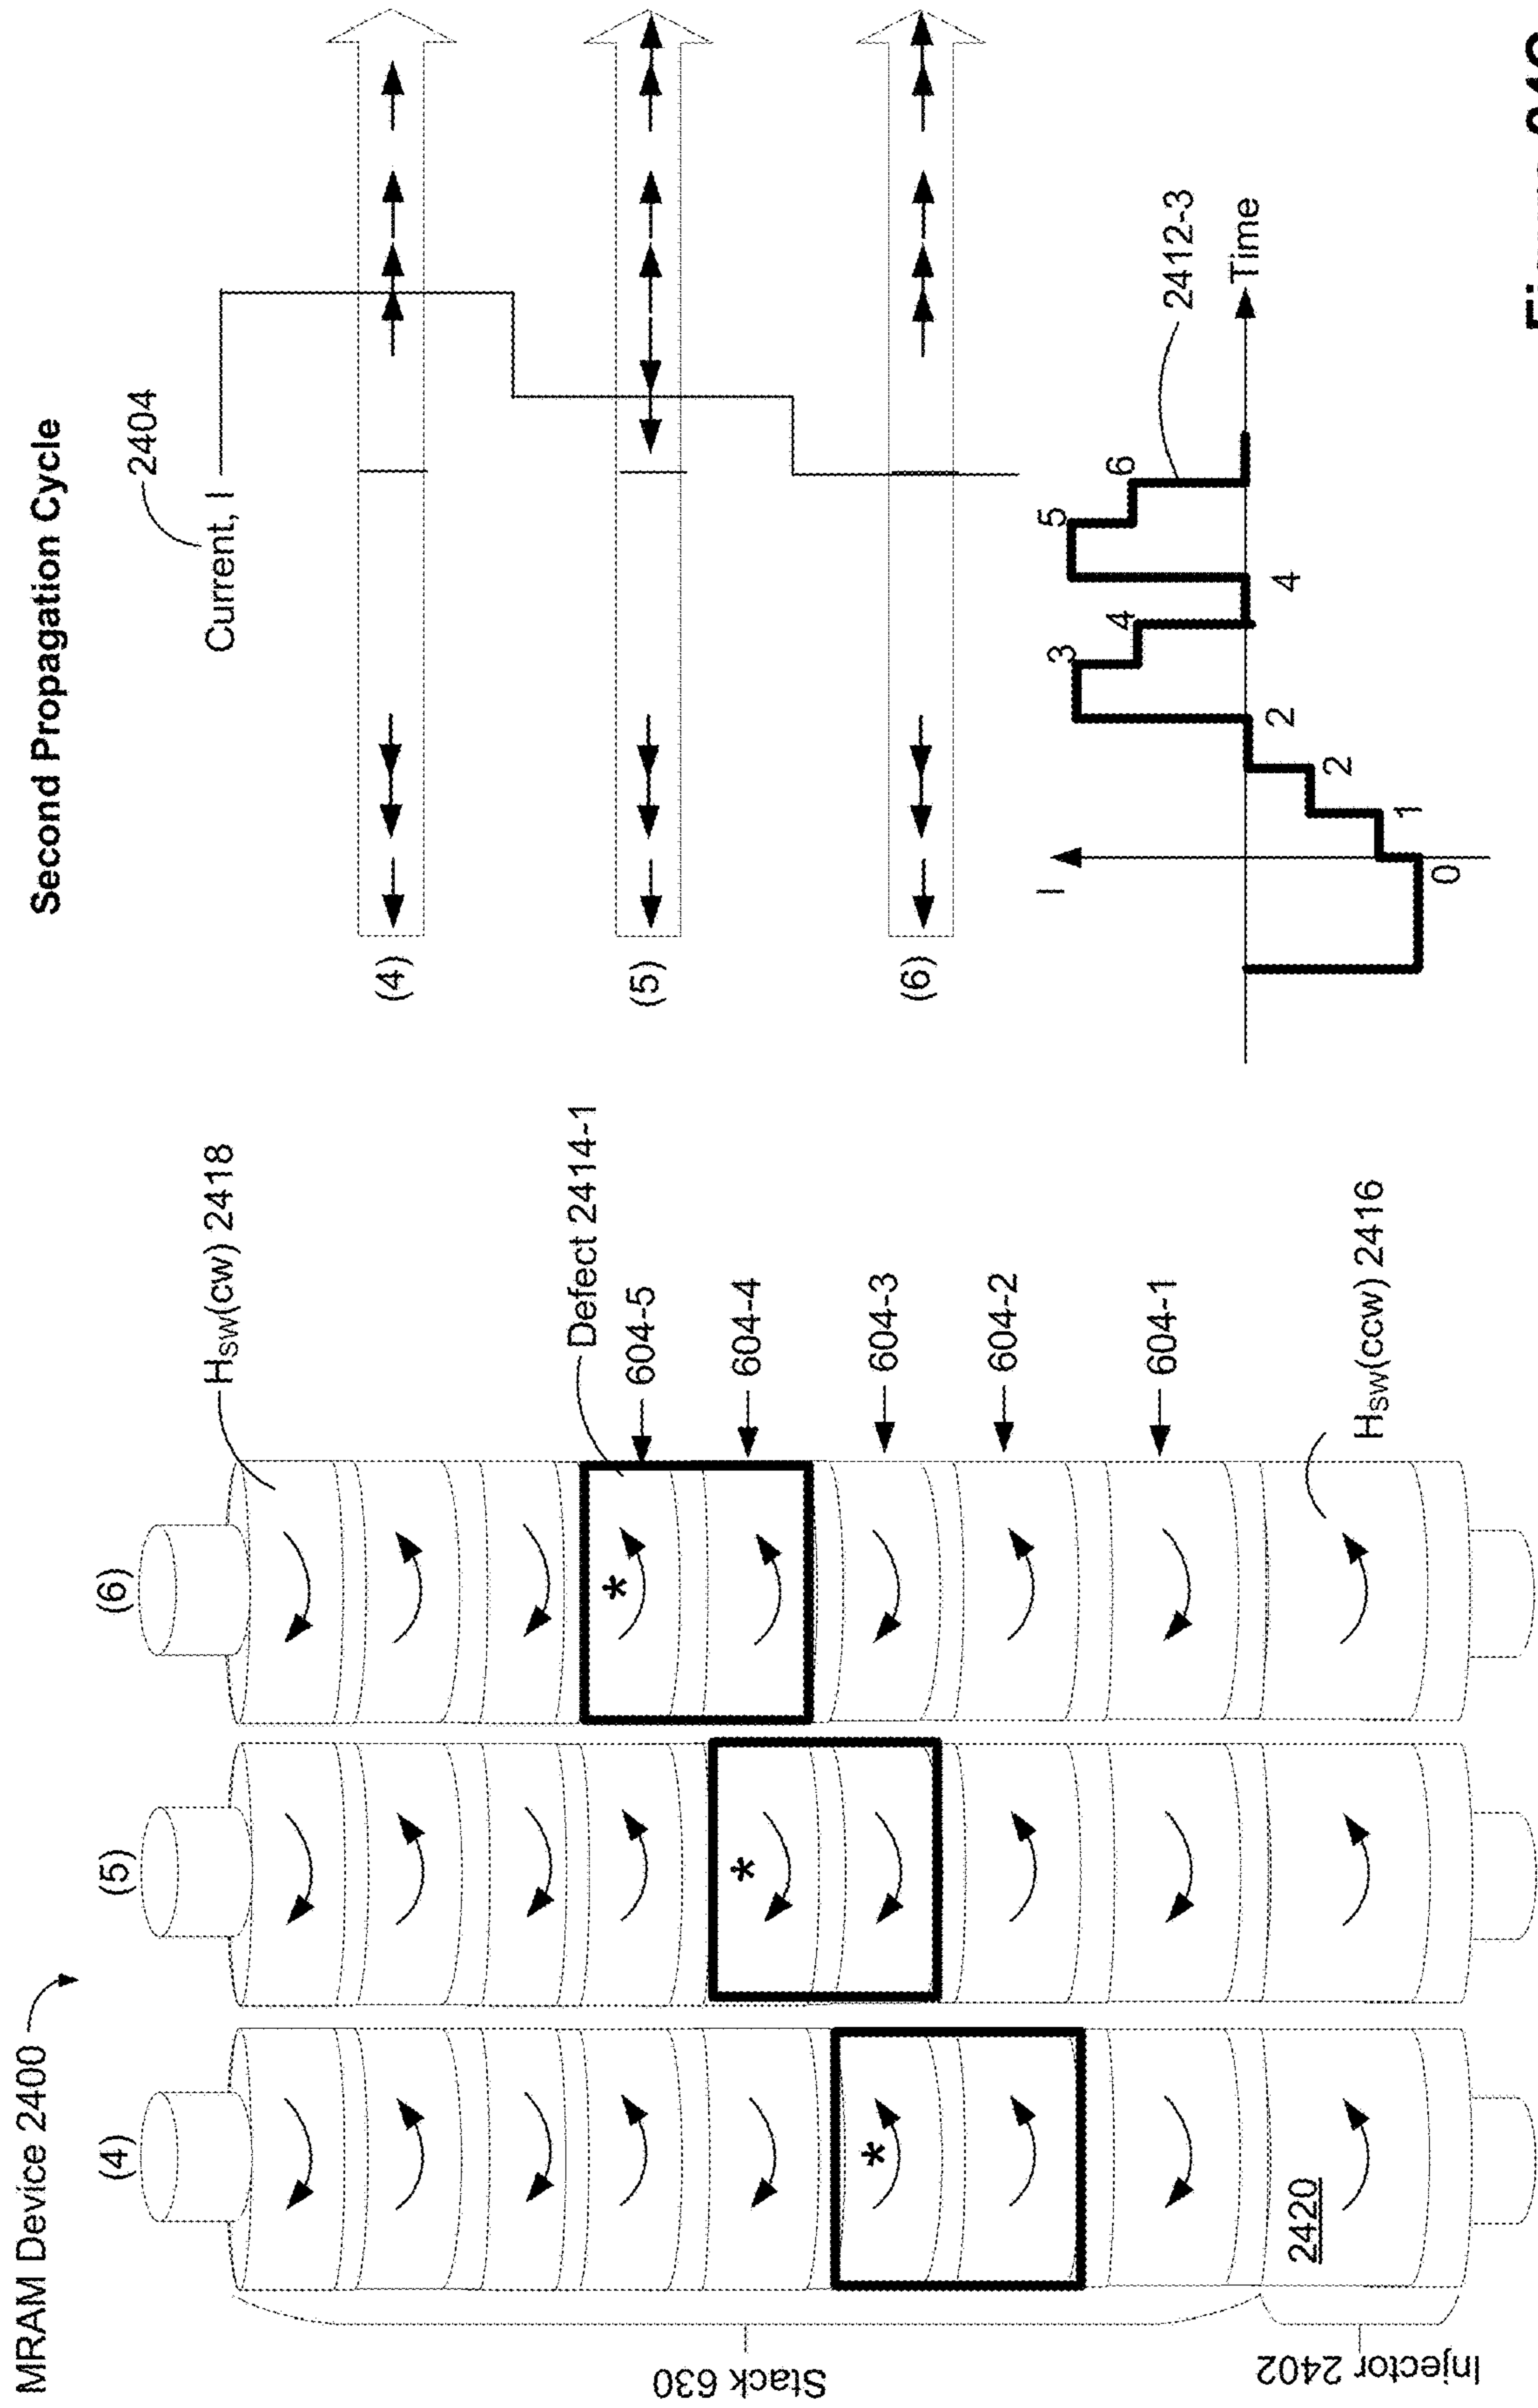 MRAM Device 2400
Second Propagation Cycle
(4)
(5)
(6)
HSW(cw) 2418
Defect 2414-1
604-5
604-4
604-3
604-2
604-1
HSW(ccw) 2416
2420
Stack 630
Injector 2402
2404
Current, I
(4)
(5)
(6)
I
Time
2412-3
0
1
2
2
3
4
4
5
6